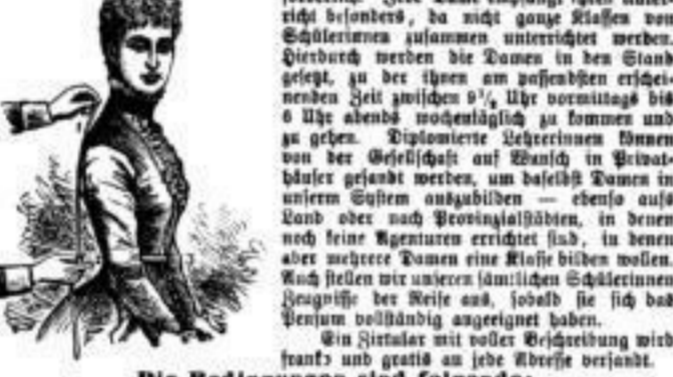 richt besonders, da nicht ganze Klassen von
Schülerinnen zusammen unterrichtet werden.
Hierdurch werden die Damen in den Stand
gesetzt, zu der ihnen am passendsten erschei-
nenden Zeit zwischen 9½ Uhr vormittags bis
6 Uhr abends wochentäglich zu kommen und
zu gehen. Diplomierte Lehrerinnen können
von der Gesellschaft auf Wunsch in Privat-
häuser gesandt werden, um daselbst Damen in
unserm System auszubilden — ebenso aufs
Land oder nach Provinzialstädten, in denen
noch keine Agenturen errichtet sind, in denen
aber mehrere Damen eine Klasse bilden wollen.
Auch stellen wir unseren sämtlichen Schülerinnen
Zeugnisse der Reife aus, sobald sie sich das
Pensum vollständig angeeignet haben.
Ein Zirkular mit voller Beschreibung wird
franko und gratis an jede Adresse versandt.
Die Bedingungen sind folgende: